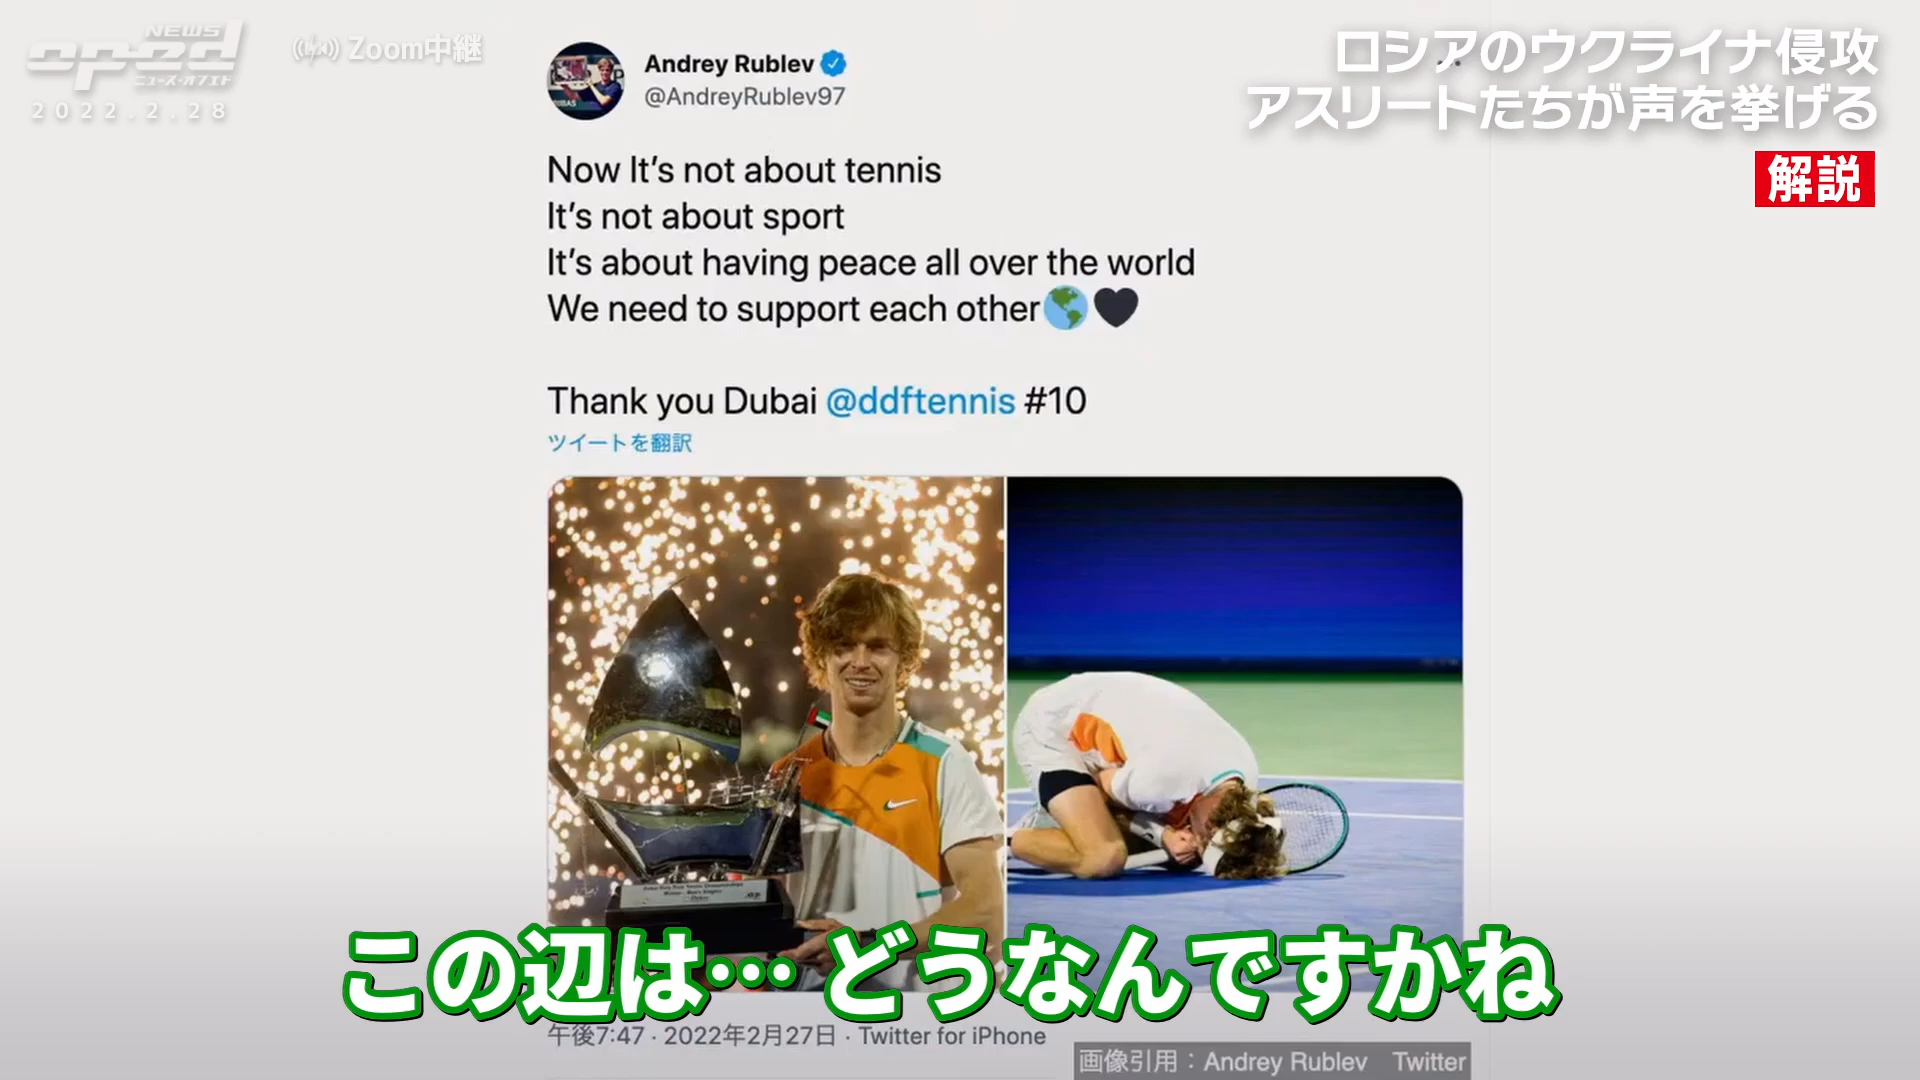 NEWS
oped
ニュース・オプエド
2022.2.28
Zoom中継
ロシアのウクライナ侵攻
アスリートたちが声を挙げる
解説
Andrey Rublev
@AndreyRublev97
Now It's not about tennis
It's not about sport
It's about having peace all over the world
We need to support each other🌎🖤
Thank you Dubai @ddftennis #10
ツイートを翻訳
この辺は… どうなんですかね
午後7:47 · 2022年2月27日 · Twitter for iPhone
画像引用：Andrey Rublev Twitter